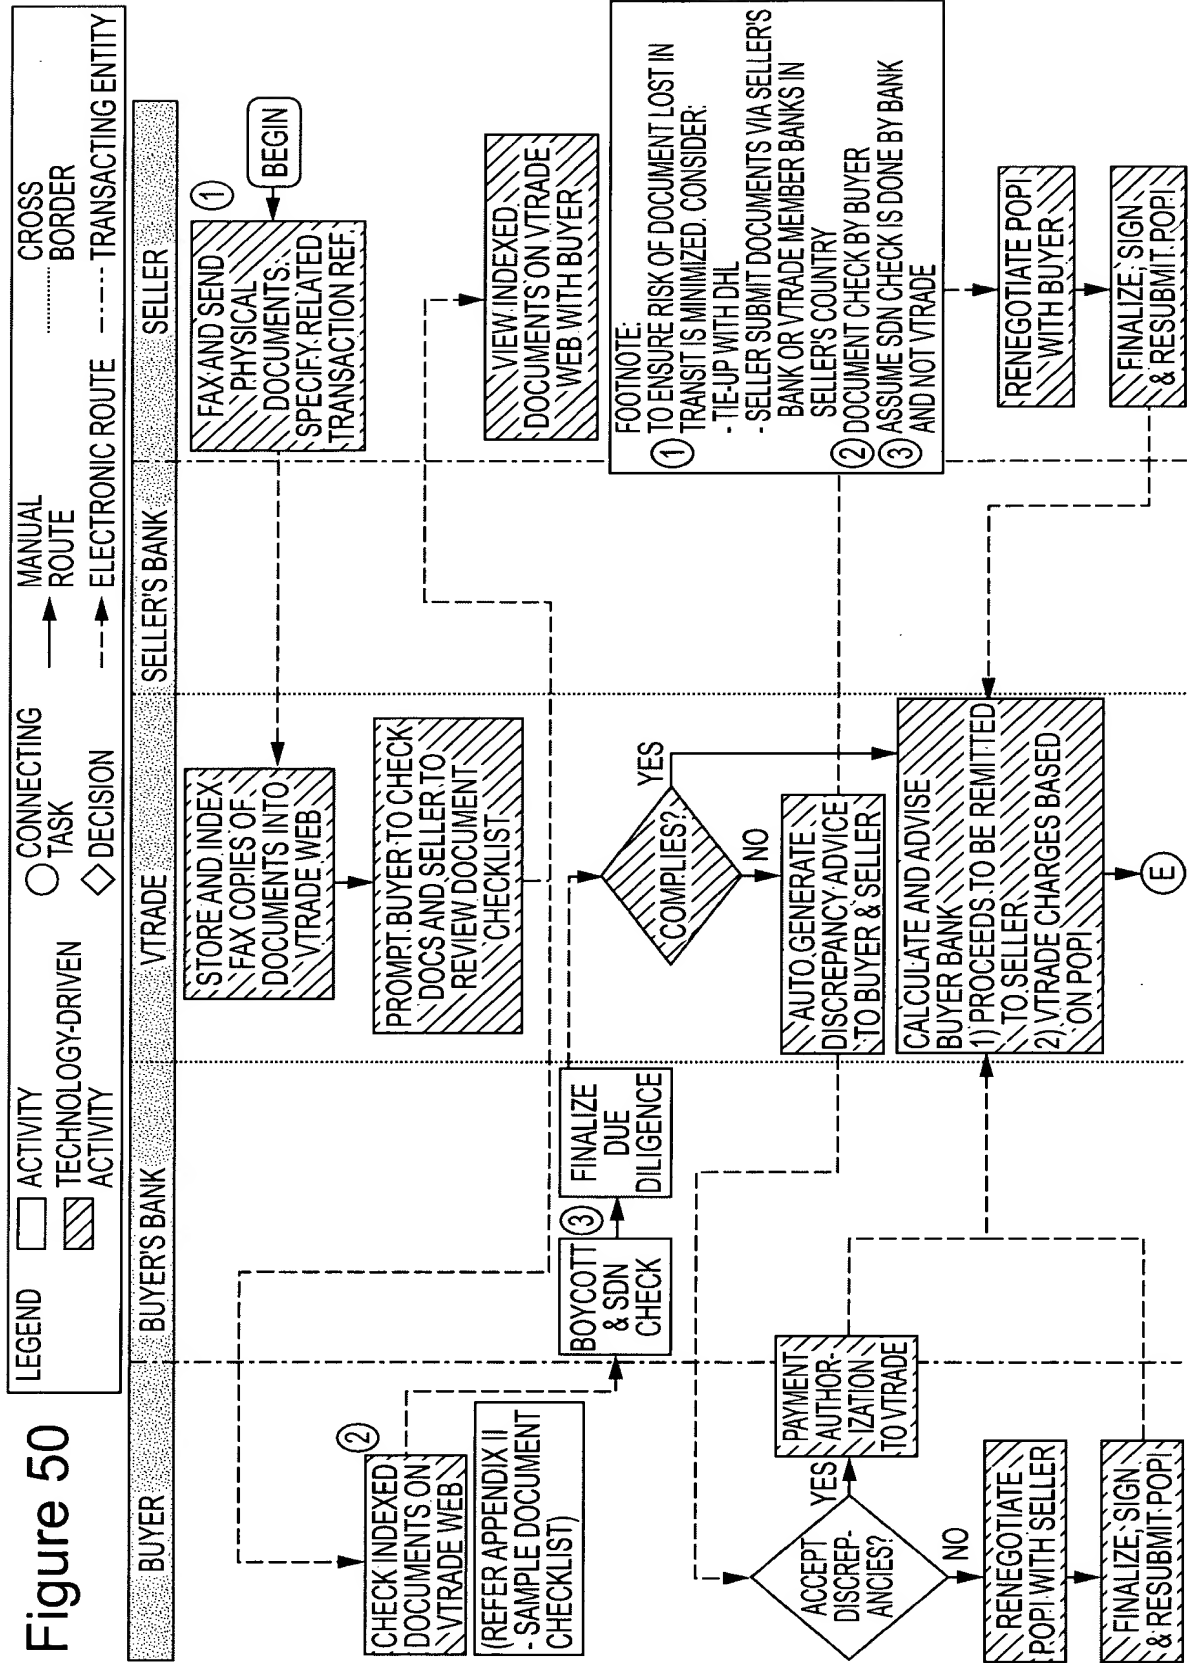 Figure 50
LEGEND
ACTIVITY
TECHNOLOGY-DRIVEN
ACTIVITY
CONNECTING
TASK
DECISION
MANUAL
ROUTE
ELECTRONIC ROUTE
CROSS
BORDER
TRANSACTING ENTITY
BUYER
BUYER'S BANK
VTRADE
SELLER'S BANK
SELLER
BEGIN
1
FAX AND SEND
PHYSICAL
DOCUMENTS.
SPECIFY RELATED
TRANSACTION REF.
STORE AND INDEX
FAX COPIES OF
DOCUMENTS INTO
VTRADE WEB
PROMPT BUYER TO CHECK
DOCS AND SELLER TO
REVIEW DOCUMENT
CHECKLIST
VIEW INDEXED
DOCUMENTS ON VTRADE
WEB WITH BUYER
2
CHECK INDEXED
DOCUMENTS ON
VTRADE WEB
(REFER APPENDIX II
- SAMPLE DOCUMENT
CHECKLIST)
3
BOYCOTT
& SDN
CHECK
FINALIZE
DUE
DILIGENCE
COMPLIES?
YES
NO
AUTO GENERATE
DISCREPANCY ADVICE
TO BUYER & SELLER
FOOTNOTE:
1 TO ENSURE RISK OF DOCUMENT LOST IN
TRANSIT IS MINIMIZED. CONSIDER:
- TIE-UP WITH DHL
- SELLER SUBMIT DOCUMENTS VIA SELLER'S
BANK OR VTRADE MEMBER BANKS IN
SELLER'S COUNTRY
2 DOCUMENT CHECK BY BUYER
3 ASSUME SDN CHECK IS DONE BY BANK
AND NOT VTRADE
ACCEPT
DISCREP-
ANCIES?
YES
NO
PAYMENT
AUTHOR-
IZATION
TO VTRADE
RENEGOTIATE
POPI WITH SELLER
FINALIZE, SIGN
& RESUBMIT POPI
CALCULATE AND ADVISE
BUYER BANK
1) PROCEEDS TO BE REMITTED
TO SELLER
2) VTRADE CHARGES BASED
ON POPI
E
RENEGOTIATE POPI
WITH BUYER
FINALIZE, SIGN
& RESUBMIT POPI